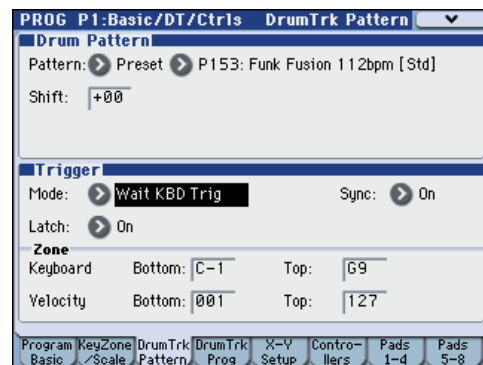 PROG P1:Basic/DT/Ctrls DrumTrk Pattern
Drum Pattern
Pattern: Preset P153: Funk Fusion 112bpm [Std]
Shift: +00
Trigger
Mode: Wait KBD Trig Sync: On
Latch: On
Zone
Keyboard Bottom: C-1 Top: G9
Velocity Bottom: 001 Top: 127
Program KeyZone DrumTrk DrumTrk X-Y Contro- Pads Pads
Basic /Scale Pattern Prog Setup llers 1-4 5-8